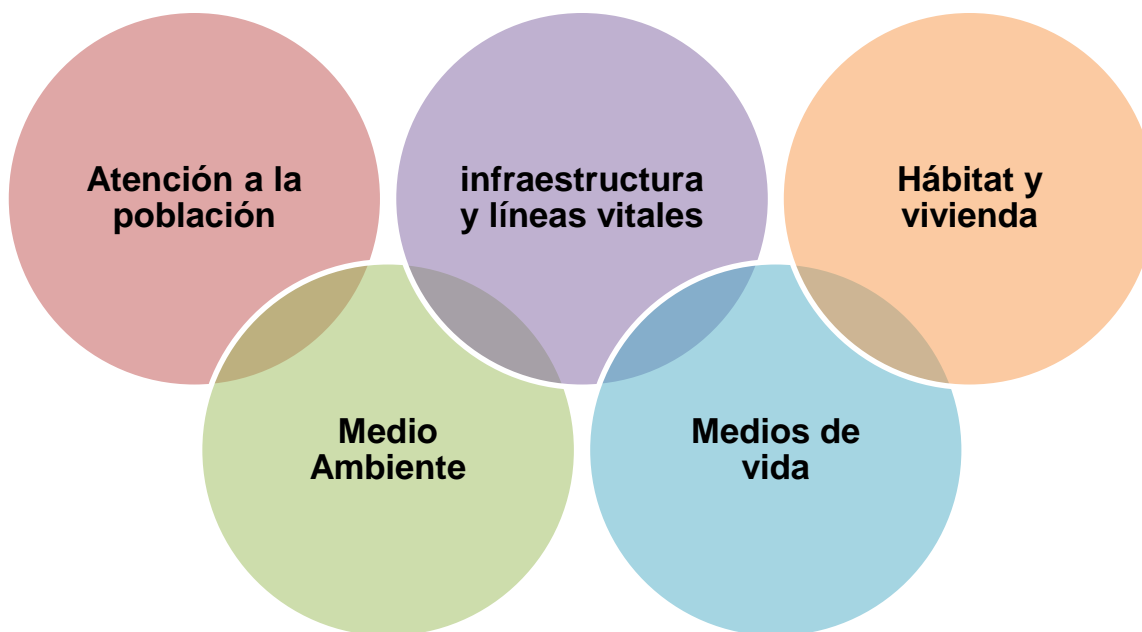 Atención a la
población
infraestructura
y líneas vitales
Hábitat y
vivienda
Medio
Ambiente
Medios de
vida